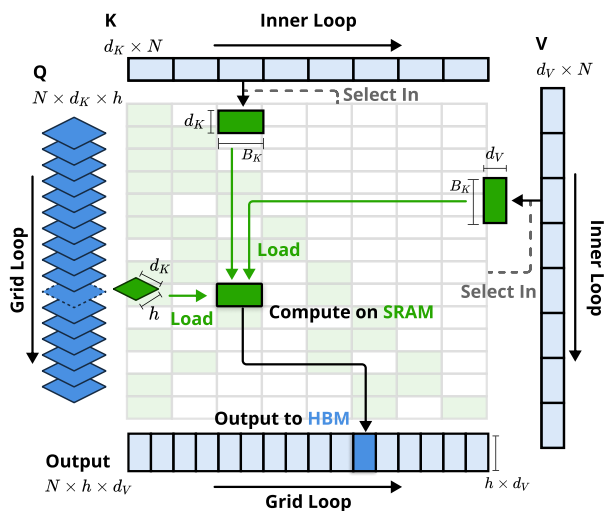 K
Inner Loop
d_K × N
V
Q
d_V × N
N × d_K × h
Select In
d_K
B_K
d_V
B_K
Grid Loop
Inner Loop
Load
d_K
Select In
h
Load
Compute on SRAM
Output to HBM
Output
N × h × d_V
h × d_V
Grid Loop